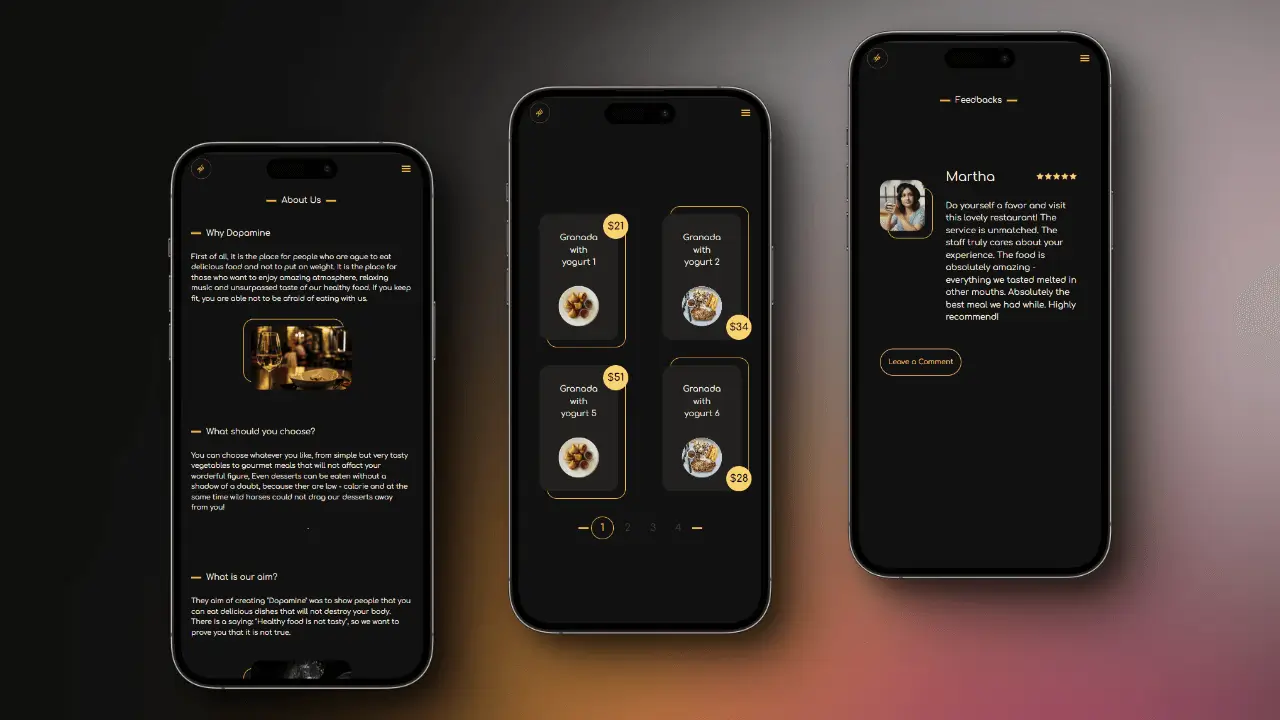 About Us
Why Dopamine
First of all, it is the place for people who are ague to eat
delicious food and not to put on weight. It is the place for
those who want to enjoy amazing atmosphere, relaxing
music and unsurpassed taste of our healthy food. If you keep
fit, you are able not to be afraid of eating with us.
What should you choose?
You can choose whatever you like, from simple but very tasty
vegetables to gourmet meals that will not affect your
worderful figure, Even desserts can be eaten without a
shadow of a doubt, because ther are low - calorie and at the
same time wild horses could not drag our desserts away
from you!
What is our aim?
They aim of creating "Dopamine" was to show people that you
can eat delicious dishes that will not destroy your body.
There is a saying: "Healthy food is not tasty", so we want to
prove you that it is not true.
$21
Granada
with
yogurt 1
Granada
with
yogurt 2
$34
$51
Granada
with
yogurt 5
Granada
with
yogurt 6
$28
1 2 3 4
Feedbacks
Martha
Do yourself a favor and visit
this lovely restaurant! The
service is unmatched. The
staff truly cares about your
experience. The food is
absolutely amazing -
everything we tasted melted in
other mouths. Absolutely the
best meal we had while. Highly
recommend!
Leave a Comment